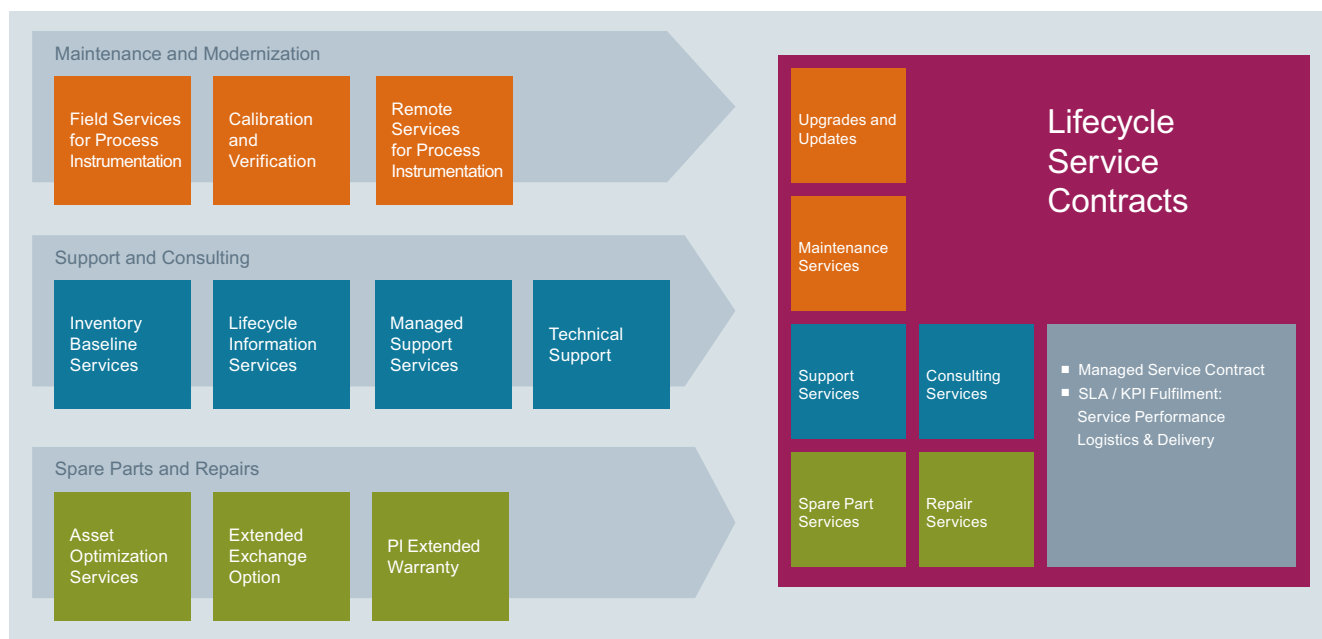 Maintenance and Modernization
Field Services
for Process
Instrumentation
Calibration
and
Verification
Remote
Services
for Process
Instrumentation
Support and Consulting
Inventory
Baseline
Services
Lifecycle
Information
Services
Managed
Support
Services
Technical
Support
Spare Parts and Repairs
Asset
Optimization
Services
Extended
Exchange
Option
PI Extended
Warranty
Lifecycle
Service
Contracts
Upgrades and
Updates
Maintenance
Services
Support
Services
Consulting
Services
Spare Part
Services
Repair
Services
▪ Managed Service Contract
▪ SLA / KPI Fulfilment:
Service Performance
Logistics & Delivery